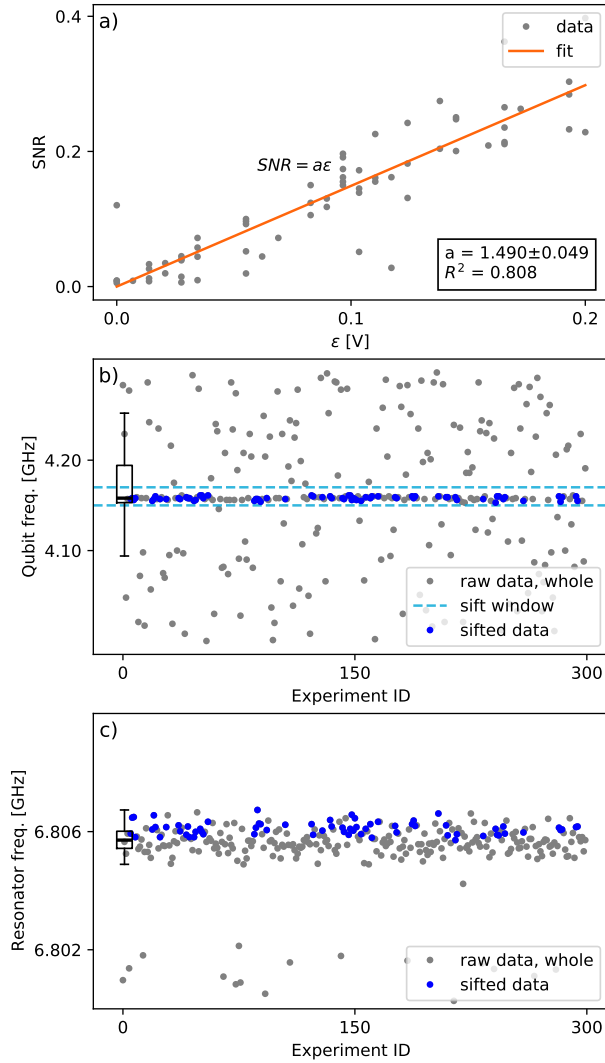 a)
data
fit
SNR
0.4
0.2
0.0
SNR = aε
a = 1.490±0.049
R² = 0.808
0.0 0.1 0.2
ε [V]
b)
Qubit freq. [GHz]
4.20
4.10
raw data, whole
sift window
sifted data
0 150 300
Experiment ID
c)
Resonator freq. [GHz]
6.806
6.802
raw data, whole
sifted data
0 150 300
Experiment ID